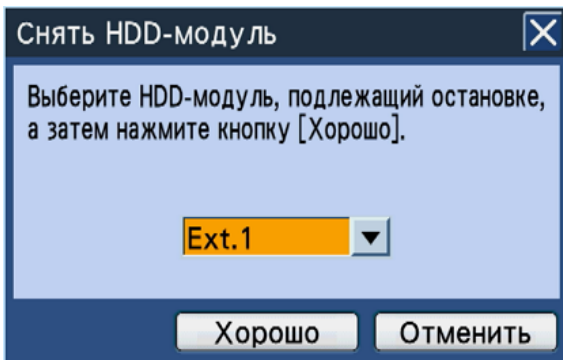 Снять HDD-модуль
Выберите HDD-модуль, подлежащий остановке,
а затем нажмите кнопку [Хорошо].
Ext.1
Хорошо Отменить